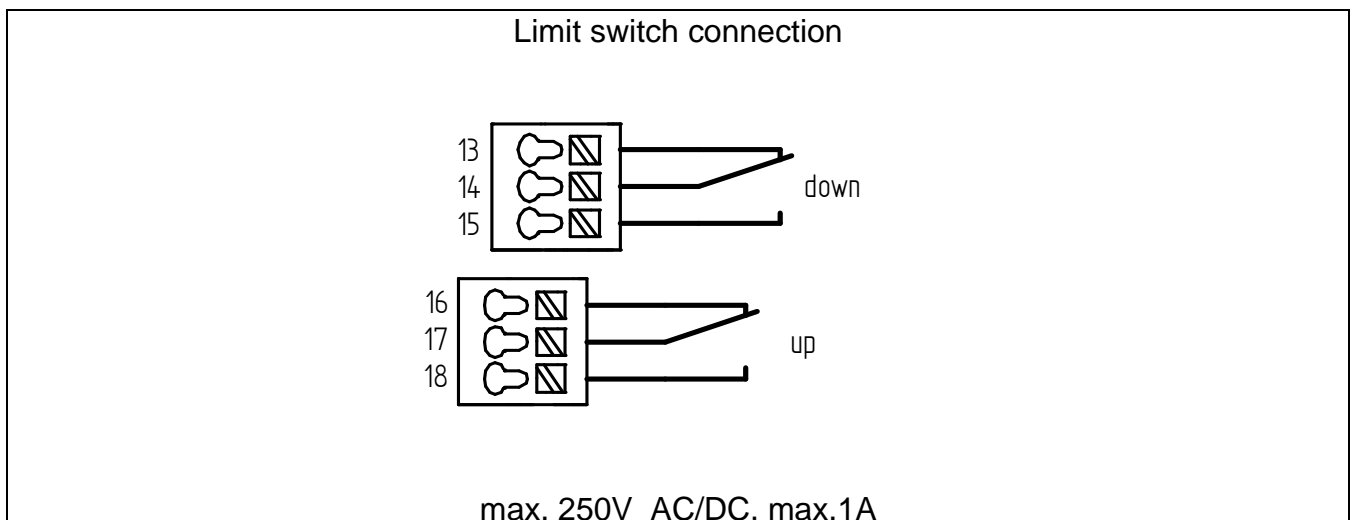 Limit switch connection
13
14
down
15
16
17
up
18
max. 250V AC/DC, max.1A